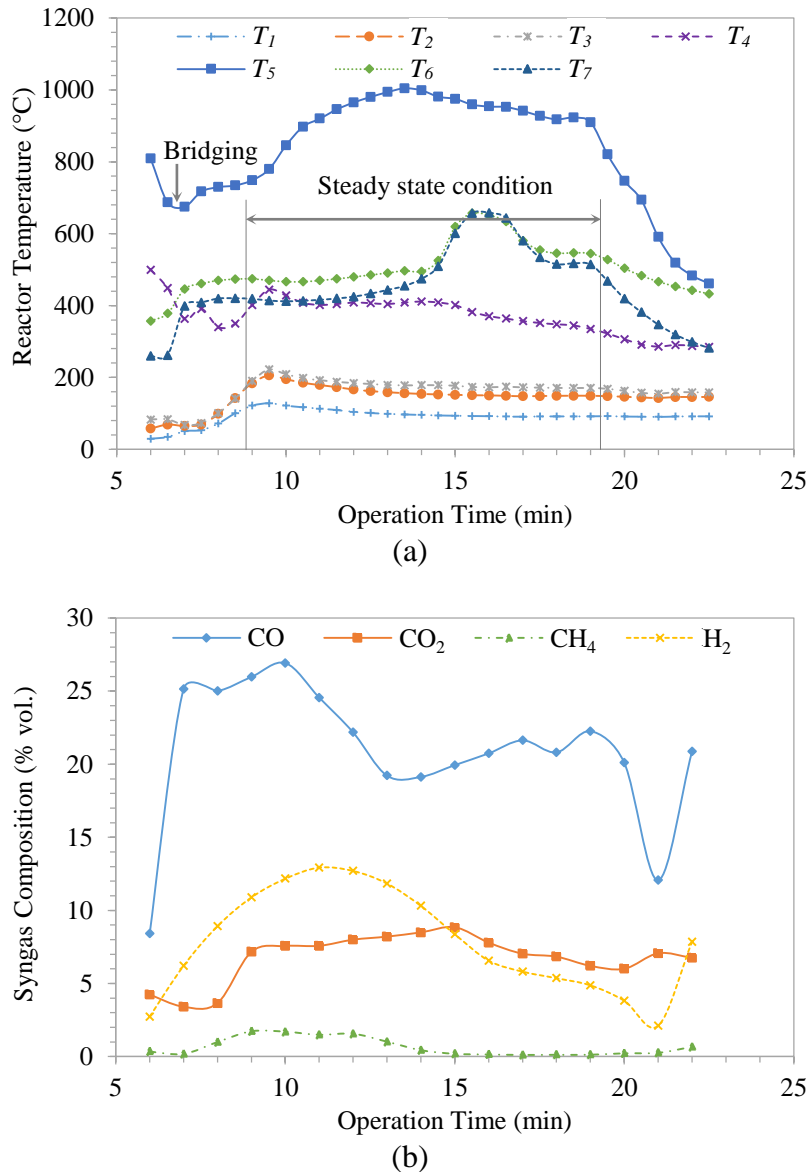 T1 T2 T3 T4
T5 T6 T7
1200
1000
800
600
400
200
0
Reactor Temperature (°C)
Bridging
Steady state condition
5 10 15 20 25
Operation Time (min)
(a)
CO CO2 CH4 H2
30
25
20
15
10
5
0
Syngas Composition (% vol.)
5 10 15 20 25
Operation Time (min)
(b)